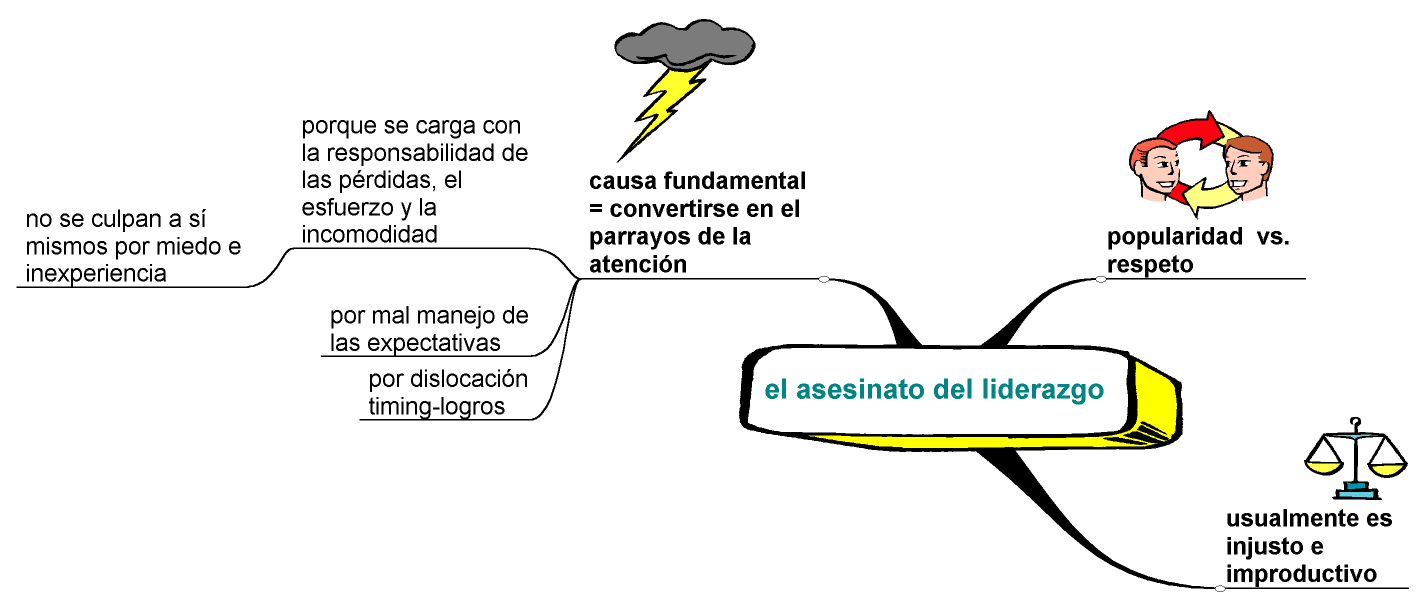 el asesinato del liderazgo
causa fundamental
= convertirse en el
parrayos de la
atención
porque se carga con
la responsabilidad de
las pérdidas, el
esfuerzo y la
incomodidad
no se culpan a sí
mismos por miedo e
inexperiencia
por mal manejo de
las expectativas
por dislocación
timing-logros
popularidad  vs.
respeto
usualmente es
injusto e
improductivo